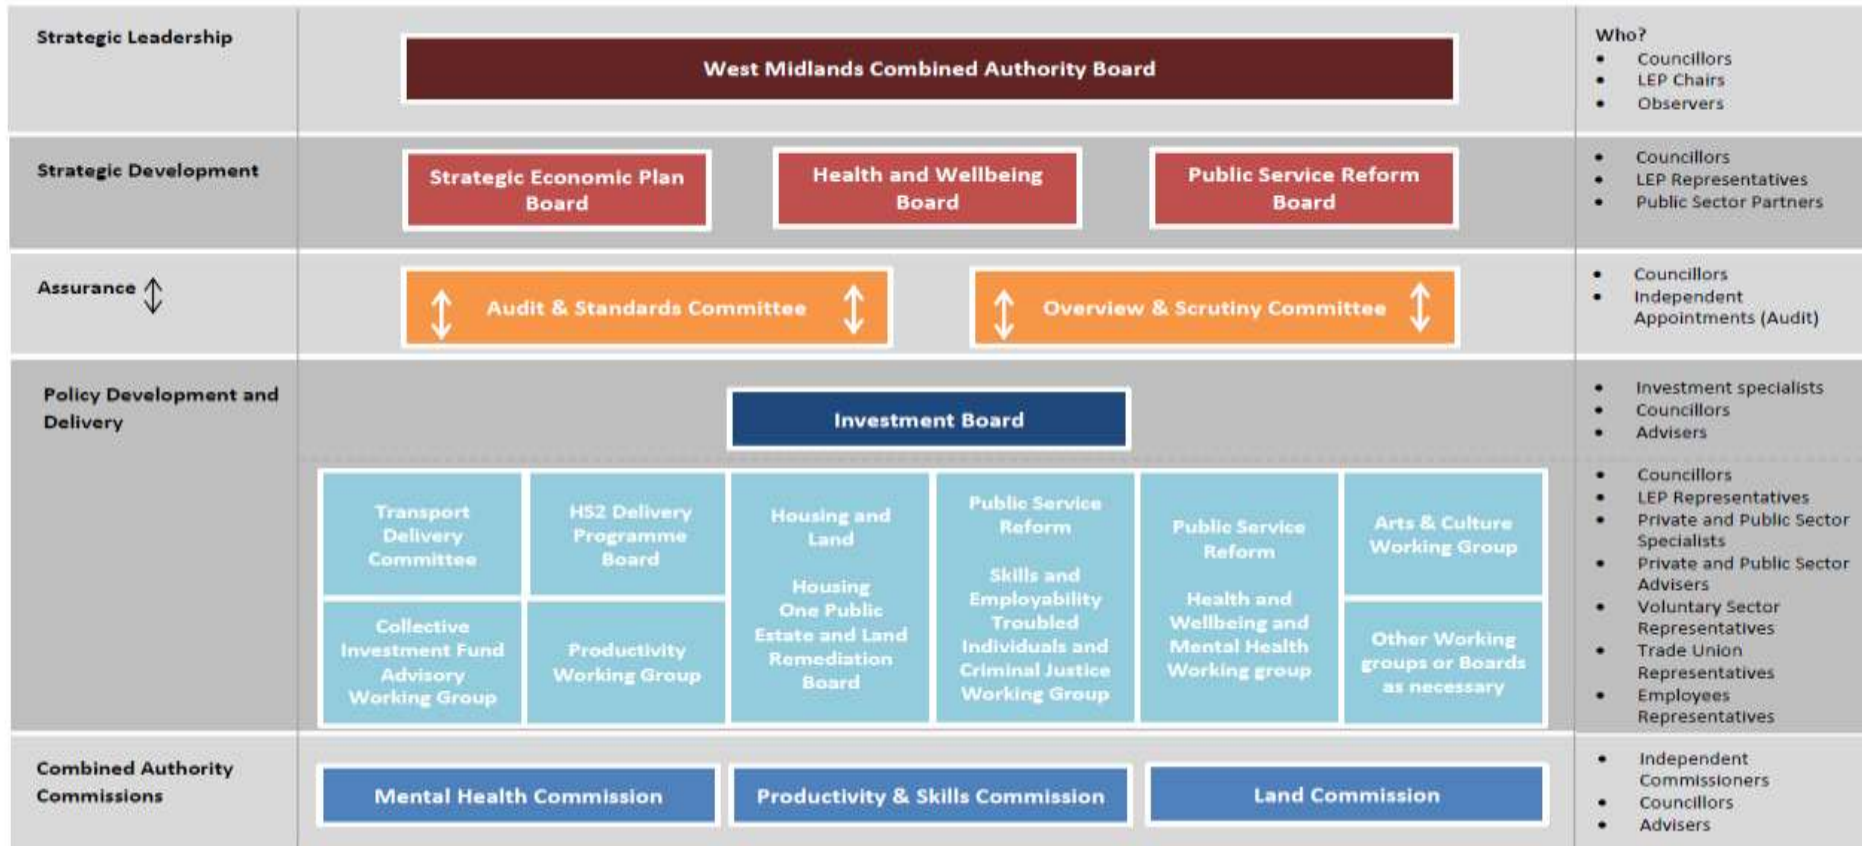 Strategic Leadership
West Midlands Combined Authority Board
Who?
• Councillors
• LEP Chairs
• Observers
Strategic Development
Strategic Economic Plan
Board
Health and Wellbeing
Board
Public Service Reform
Board
• Councillors
• LEP Representatives
• Public Sector Partners
Assurance
Audit & Standards Committee
Overview & Scrutiny Committee
• Councillors
• Independent
Appointments (Audit)
Policy Development and
Delivery
Investment Board
• Investment specialists
• Councillors
• Advisers
Transport
Delivery
Committee
HS2 Delivery
Programme
Board
Collective
Investment Fund
Advisory
Working Group
Productivity
Working Group
Housing and
Land
Housing
One Public
Estate and Land
Remediation
Board
Public Service
Reform
Skills and
Employability
Troubled
Individuals and
Criminal Justice
Working Group
Public Service
Reform
Health and
Wellbeing and
Mental Health
Working group
Arts & Culture
Working Group
Other Working
groups or Boards
as necessary
• Councillors
• LEP Representatives
• Private and Public Sector
Specialists
• Private and Public Sector
Advisers
• Voluntary Sector
Representatives
• Trade Union
Representatives
• Employees
Representatives
Combined Authority
Commissions
Mental Health Commission
Productivity & Skills Commission
Land Commission
• Independent
Commissioners
• Councillors
• Advisers